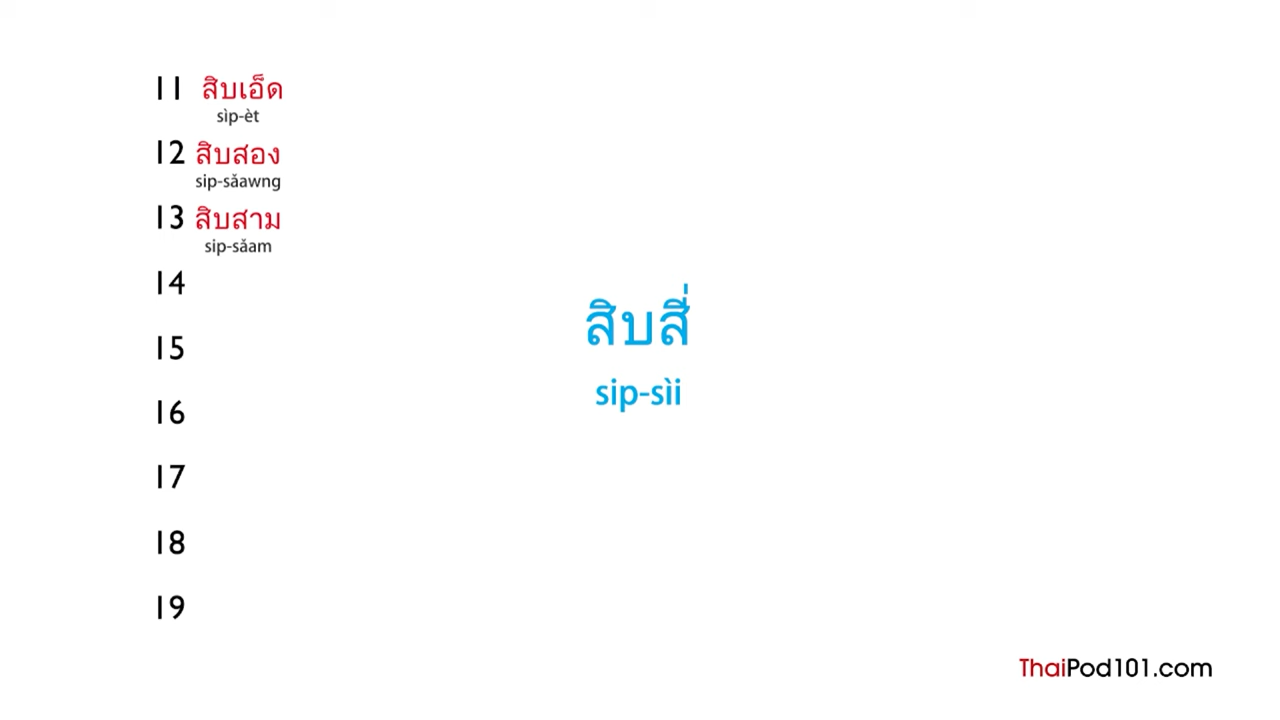 11 สิบเอ็ด
sìp-èt
12 สิบสอง
sip-sǎawng
13 สิบสาม
sip-sǎam
14
สิบสี่
15
sip-sìi
16
17
18
19
ThaiPod101.com